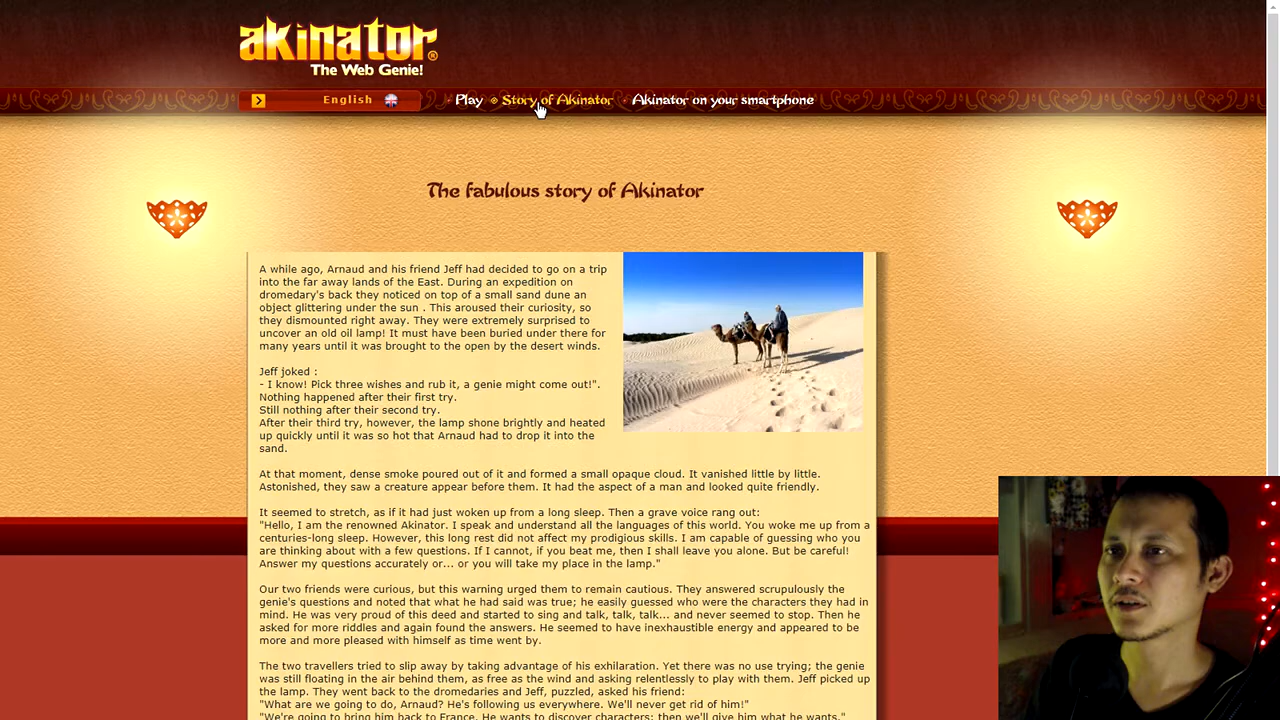 akinator®
The Web Genie!
English
Play
Story of Akinator
Akinator on your smartphone
The fabulous story of Akinator
A while ago, Arnaud and his friend Jeff had decided to go on a trip
into the far away lands of the East. During an expedition on
dromedary's back they noticed on top of a small sand dune an
object glittering under the sun . This aroused their curiosity, so
they dismounted right away. They were extremely surprised to
uncover an old oil lamp! It must have been buried under there for
many years until it was brought to the open by the desert winds.
Jeff joked :
- I know! Pick three wishes and rub it, a genie might come out!".
Nothing happened after their first try.
Still nothing after their second try.
After their third try, however, the lamp shone brightly and heated
up quickly until it was so hot that Arnaud had to drop it into the
sand.
At that moment, dense smoke poured out of it and formed a small opaque cloud. It vanished little by little.
Astonished, they saw a creature appear before them. It had the aspect of a man and looked quite friendly.
It seemed to stretch, as if it had just woken up from a long sleep. Then a grave voice rang out:
"Hello, I am the renowned Akinator. I speak and understand all the languages of this world. You woke me up from a
centuries-long sleep. However, this long rest did not affect my prodigious skills. I am capable of guessing who you
are thinking about with a few questions. If I cannot, if you beat me, then I shall leave you alone. But be careful!
Answer my questions accurately or... or you will take my place in the lamp."
Our two friends were curious, but this warning urged them to remain cautious. They answered scrupulously the
genie's questions and noted that what he had said was true; he easily guessed who were the characters they had in
mind. He was very proud of this deed and started to sing and talk, talk, talk... and never seemed to stop. Then he
asked for more riddles and again found the answers. He seemed to have inexhaustible energy and appeared to be
more and more pleased with himself as time went by.
The two travellers tried to slip away by taking advantage of his exhilaration. Yet there was no use trying; the genie
was still floating in the air behind them, as free as the wind and asking relentlessly to play with them. Jeff picked up
the lamp. They went back to the dromedaries and Jeff, puzzled, asked his friend:
"What are we going to do, Arnaud? He's following us everywhere. We'll never get rid of him!"
"We're going to bring him back to France. He wants to discover characters; then we'll give him what he wants."